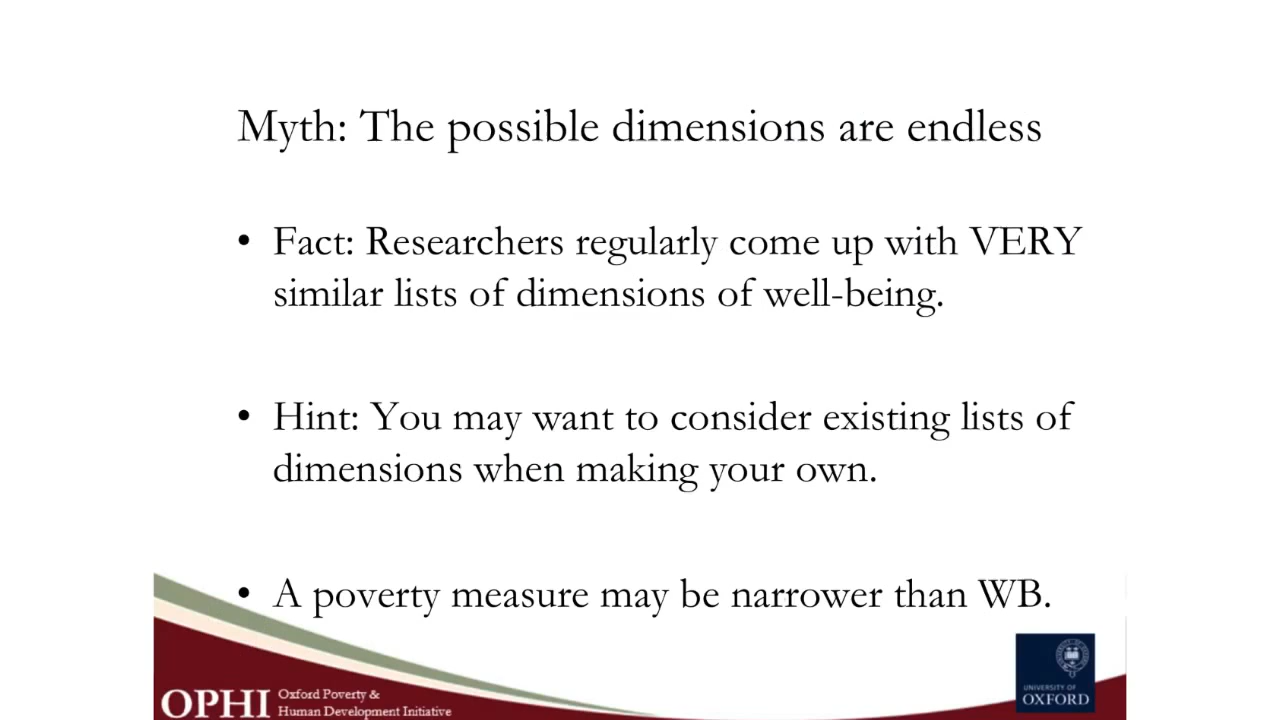 Myth: The possible dimensions are endless
• Fact: Researchers regularly come up with VERY
similar lists of dimensions of well-being.
• Hint: You may want to consider existing lists of
dimensions when making your own.
• A poverty measure may be narrower than WB.
OPHI
Oxford Poverty &
Human Development Initiative
UNIVERSITY OF
OXFORD